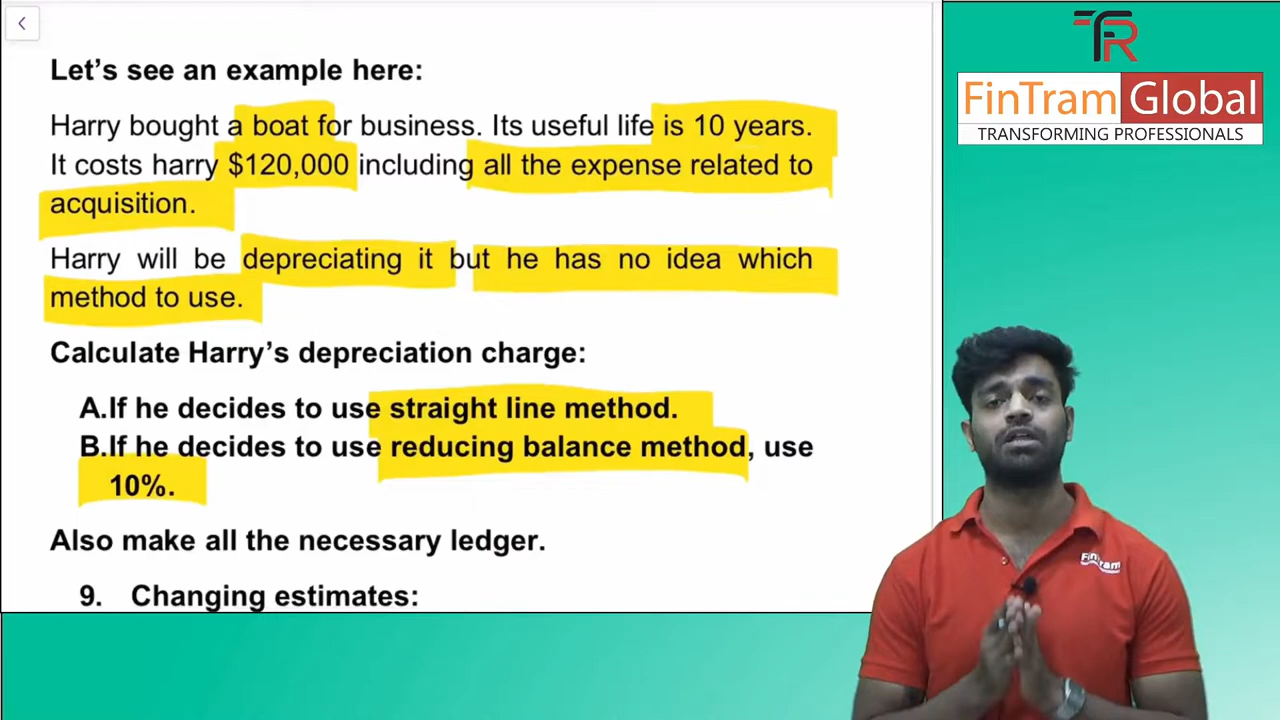 Let's see an example here:
Harry bought a boat for business. Its useful life is 10 years.
It costs harry $120,000 including all the expense related to
acquisition.
Harry will be depreciating it but he has no idea which
method to use.
Calculate Harry's depreciation charge:
A.If he decides to use straight line method.
B.If he decides to use reducing balance method, use
10%.
Also make all the necessary ledger.
9. Changing estimates:
FinTram Global
TRANSFORMING PROFESSIONALS
FinTram